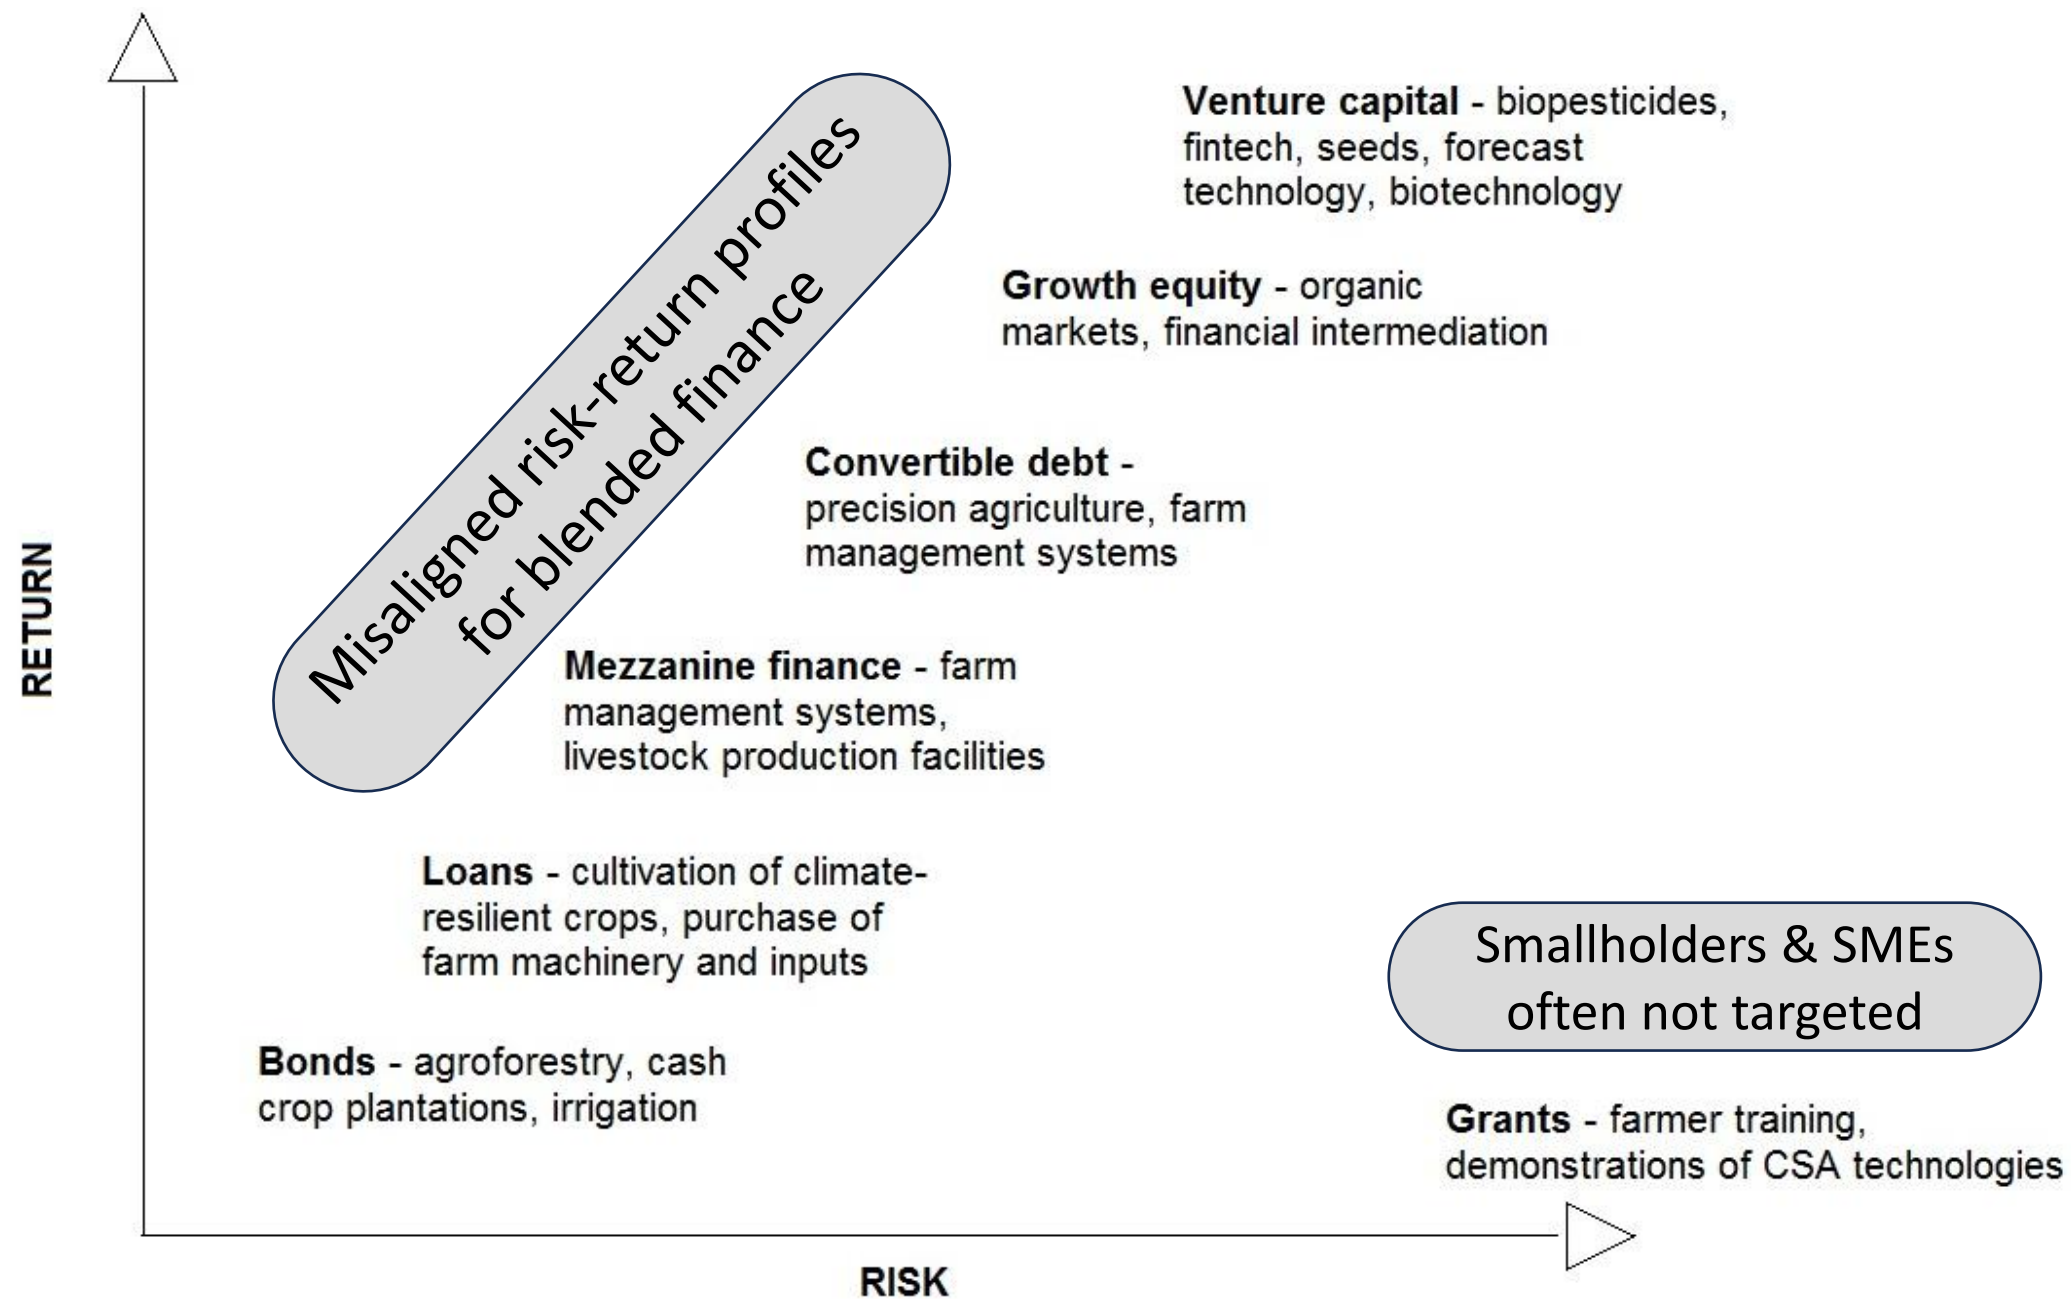 Venture capital - biopesticides,
fintech, seeds, forecast
technology, biotechnology
Misaligned risk-return profiles
for blended finance
Growth equity - organic
markets, financial intermediation
Convertible debt -
precision agriculture, farm
management systems
RETURN
Mezzanine finance - farm
management systems,
livestock production facilities
Loans - cultivation of climate-
resilient crops, purchase of
farm machinery and inputs
Smallholders & SMEs
often not targeted
Bonds - agroforestry, cash
crop plantations, irrigation
Grants - farmer training,
demonstrations of CSA technologies
RISK